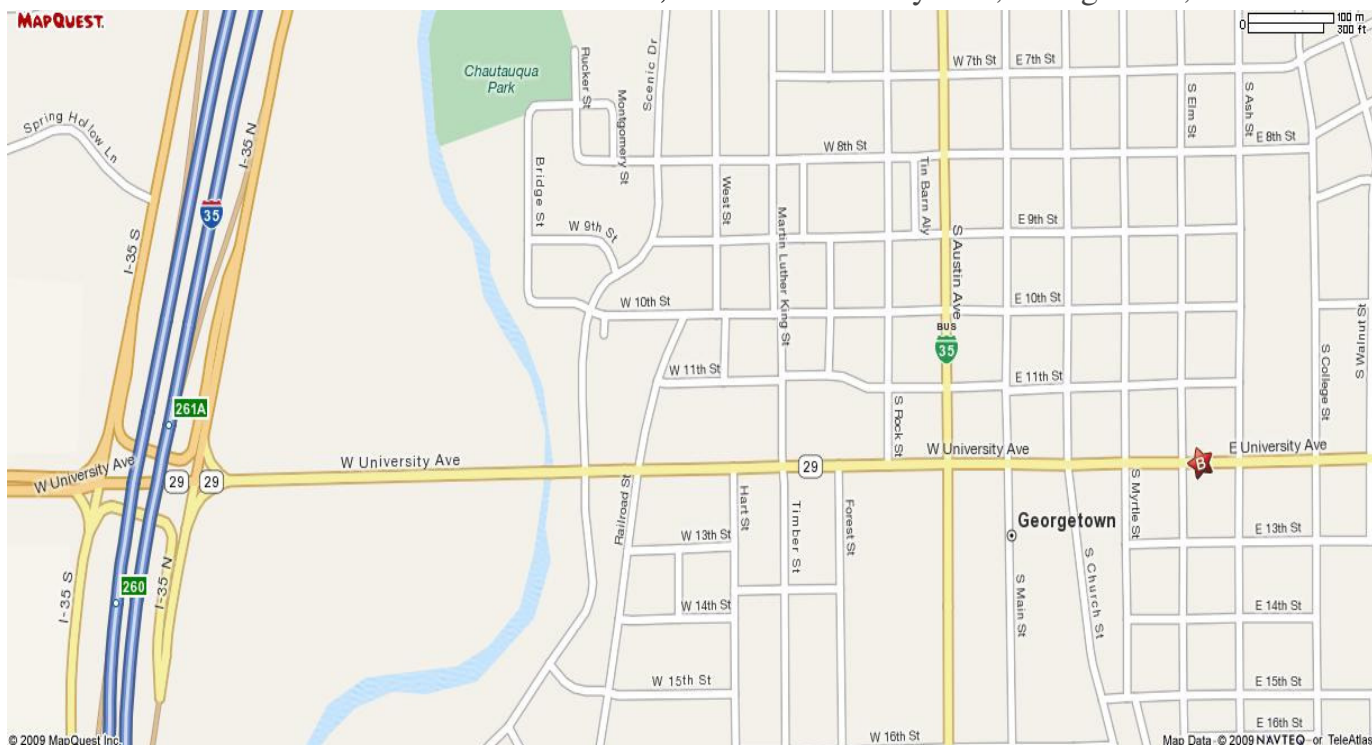 MAPQUEST.
0 100 m
300 ft
W 7th St E 7th St
Chautauqua
Park
Rucker St
Montgomery St
Scenic Dr
S Elm St
S Ash St
Spring Hollow Ln
I-35 N
W 8th St
E 8th St
Bridge St
West St
Martin Luther King St
Tin Barn Aly
S Austin Ave
35
I-35 S
W 9th St
E 9th St
W 10th St
E 10th St
BUS
35
S Walnut St
S College St
W 11th St
E 11th St
261A
S Rock St
W University Ave
W University Ave
W University Ave
E University Ave
29
29
29
B
Railroad St
Hart St
Timber St
Forest St
S Myrtle St
Georgetown
W 13th St
E 13th St
260
I-35 S
I-35 N
S Main St
S Church St
W 14th St
E 14th St
W 15th St
E 15th St
W 16th St
E 16th St
© 2009 MapQuest Inc.
Map Data © 2009 NAVTEQ or TeleAtlas